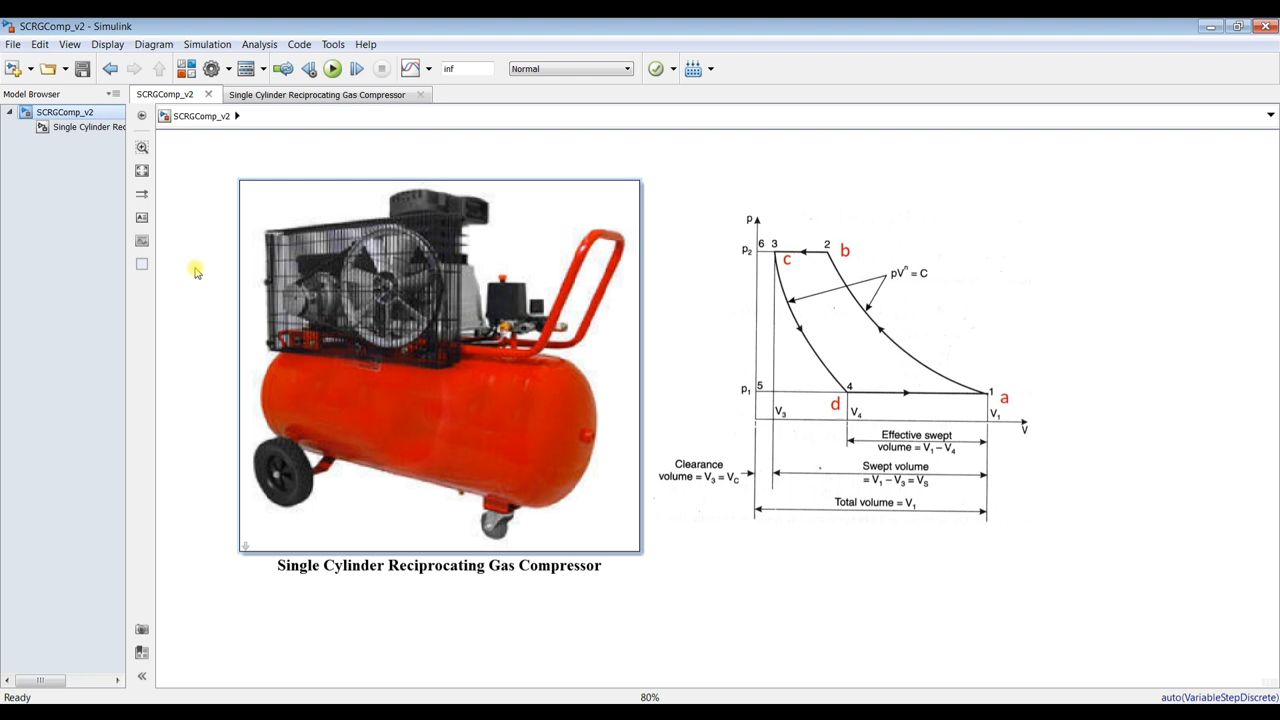 SCRGComp_v2 - Simulink
File Edit View Display Diagram Simulation Analysis Code Tools Help
inf Normal
Model Browser SCRGComp_v2 Single Cylinder Reciprocating Gas Compressor
SCRGComp_v2 SCRGComp_v2
Single Cylinder Rec
p
p2 6 3 2 b
c
pVⁿ = C
p1 5 4 1 a
d
V3 V4 V1
V
Effective swept
volume = V1 – V4
Clearance
volume = V3 = VC
Swept volume
= V1 – V3 = VS
Total volume = V1
Single Cylinder Reciprocating Gas Compressor
Ready 80% auto(VariableStepDiscrete)